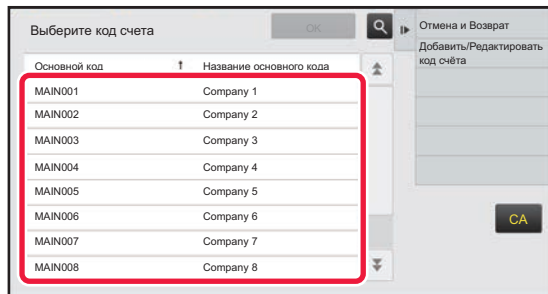 Выберите код счета
OK
Отмена и Возврат
Добавить/Редактировать
код счёта
Основной код ↑ Название основного кода
MAIN001 Company 1
MAIN002 Company 2
MAIN003 Company 3
MAIN004 Company 4
MAIN005 Company 5
MAIN006 Company 6
MAIN007 Company 7
MAIN008 Company 8
CA